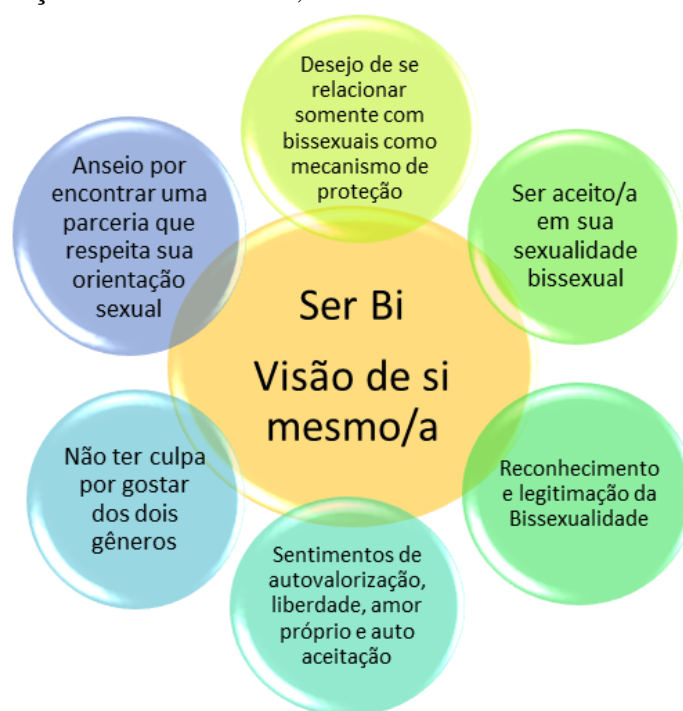 Desejo de se
relacionar
somente com
bissexuais como
mecanismo de
proteção
Anseio por
encontrar uma
parceria que
respeita sua
orientação
sexual
Ser aceito/a
em sua
sexualidade
bissexual
Ser Bi
Visão de si
mesmo/a
Não ter culpa
por gostar
dos dois
gêneros
Reconhecimento
e legitimação da
Bissexualidade
Sentimentos de
autovalorização,
liberdade, amor
próprio e auto
aceitação